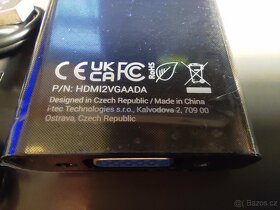 CE UK CA FC RoHS
P/N: HDMI2VGAADA
Designed in Czech Republic / Made in China
i-tec Technologies s.r.o., Kalvodova 2, 709 00
Ostrava, Czech Republic
bazos.cz